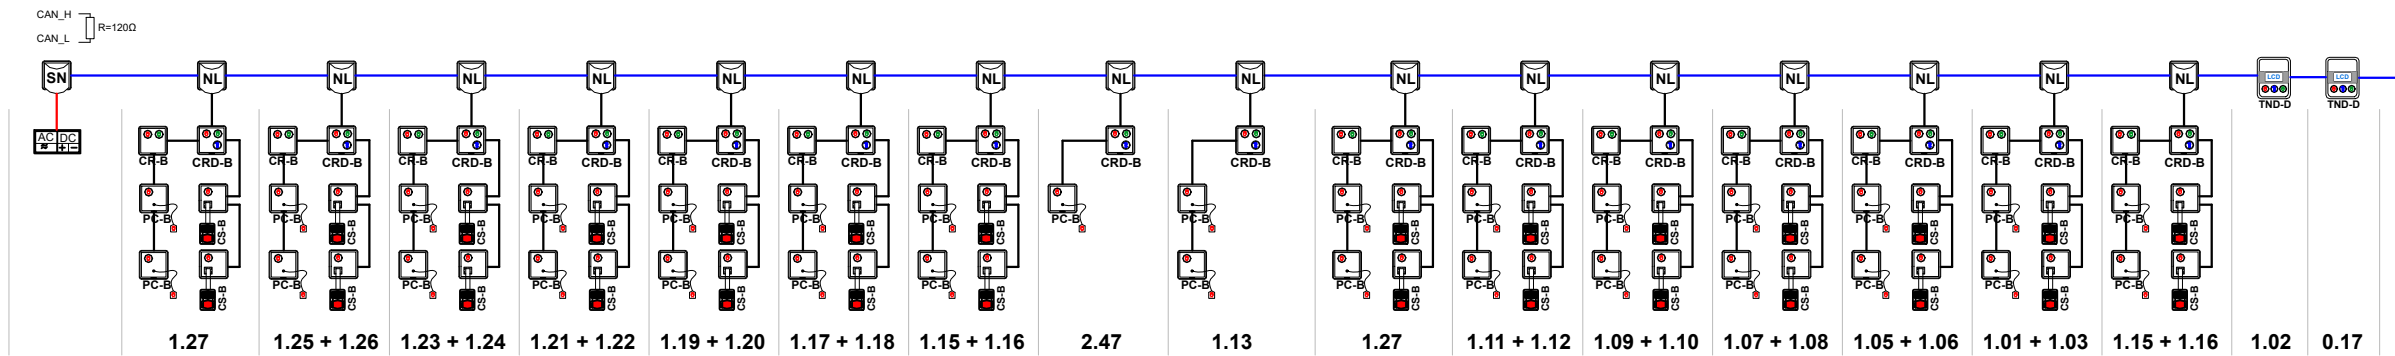 CAN_H
R=120Ω
CAN_L
SN NL NL NL NL NL NL NL NL NL NL NL NL NL NL NL NL LCD LCD
TND-D TND-D
AC DC
CR-B CRD-B CR-B CRD-B CR-B CRD-B CR-B CRD-B CR-B CRD-B CR-B CRD-B CR-B CRD-B CRD-B CRD-B CR-B CRD-B CR-B CRD-B CR-B CRD-B CR-B CRD-B CR-B CRD-B CR-B CRD-B CR-B CRD-B
PC-B CS-B PC-B CS-B PC-B CS-B PC-B CS-B PC-B CS-B PC-B CS-B PC-B CS-B PC-B PC-B PC-B CS-B PC-B CS-B PC-B CS-B PC-B CS-B PC-B CS-B PC-B CS-B PC-B CS-B
PC-B CS-B PC-B CS-B PC-B CS-B PC-B CS-B PC-B CS-B PC-B CS-B PC-B CS-B PC-B PC-B CS-B PC-B CS-B PC-B CS-B PC-B CS-B PC-B CS-B PC-B CS-B PC-B CS-B
1.27 1.25 + 1.26 1.23 + 1.24 1.21 + 1.22 1.19 + 1.20 1.17 + 1.18 1.15 + 1.16 2.47 1.13 1.27 1.11 + 1.12 1.09 + 1.10 1.07 + 1.08 1.05 + 1.06 1.01 + 1.03 1.15 + 1.16 1.02 0.17